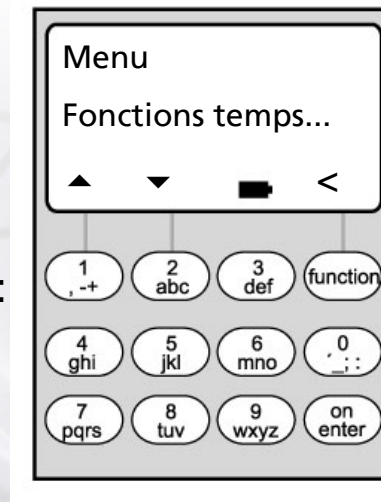 Menu
Fonctions temps...
<
:
1 2 3 function
, -+ abc def
4 5 6 0
ghi jkl mno ´_; :
7 8 9 on
pqrs tuv wxyz enter